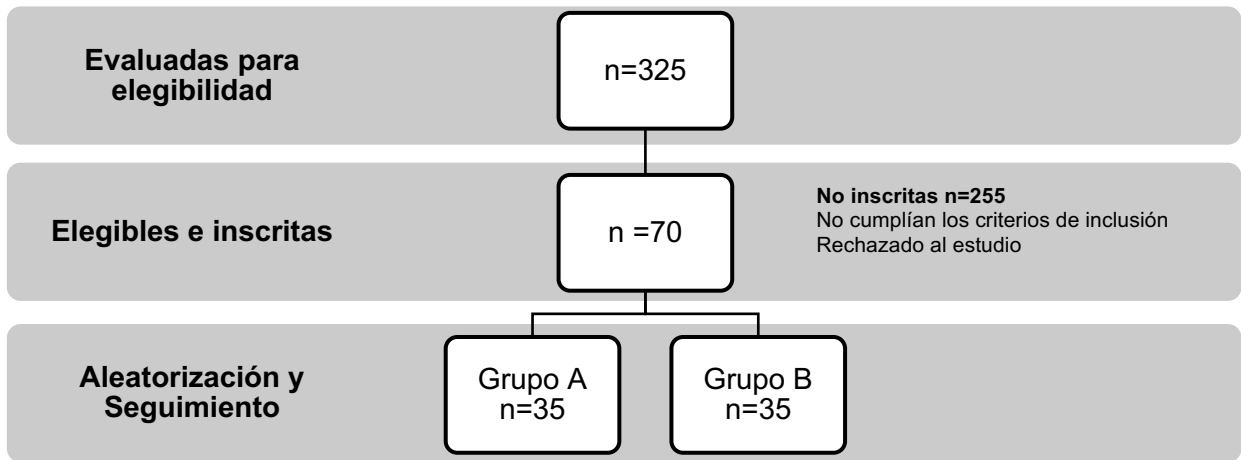 Evaluadas para
elegibilidad
n=325
Elegibles e inscritas
n =70
No inscritas n=255
No cumplían los criterios de inclusión
Rechazado al estudio
Aleatorización y
Seguimiento
Grupo A
n=35
Grupo B
n=35